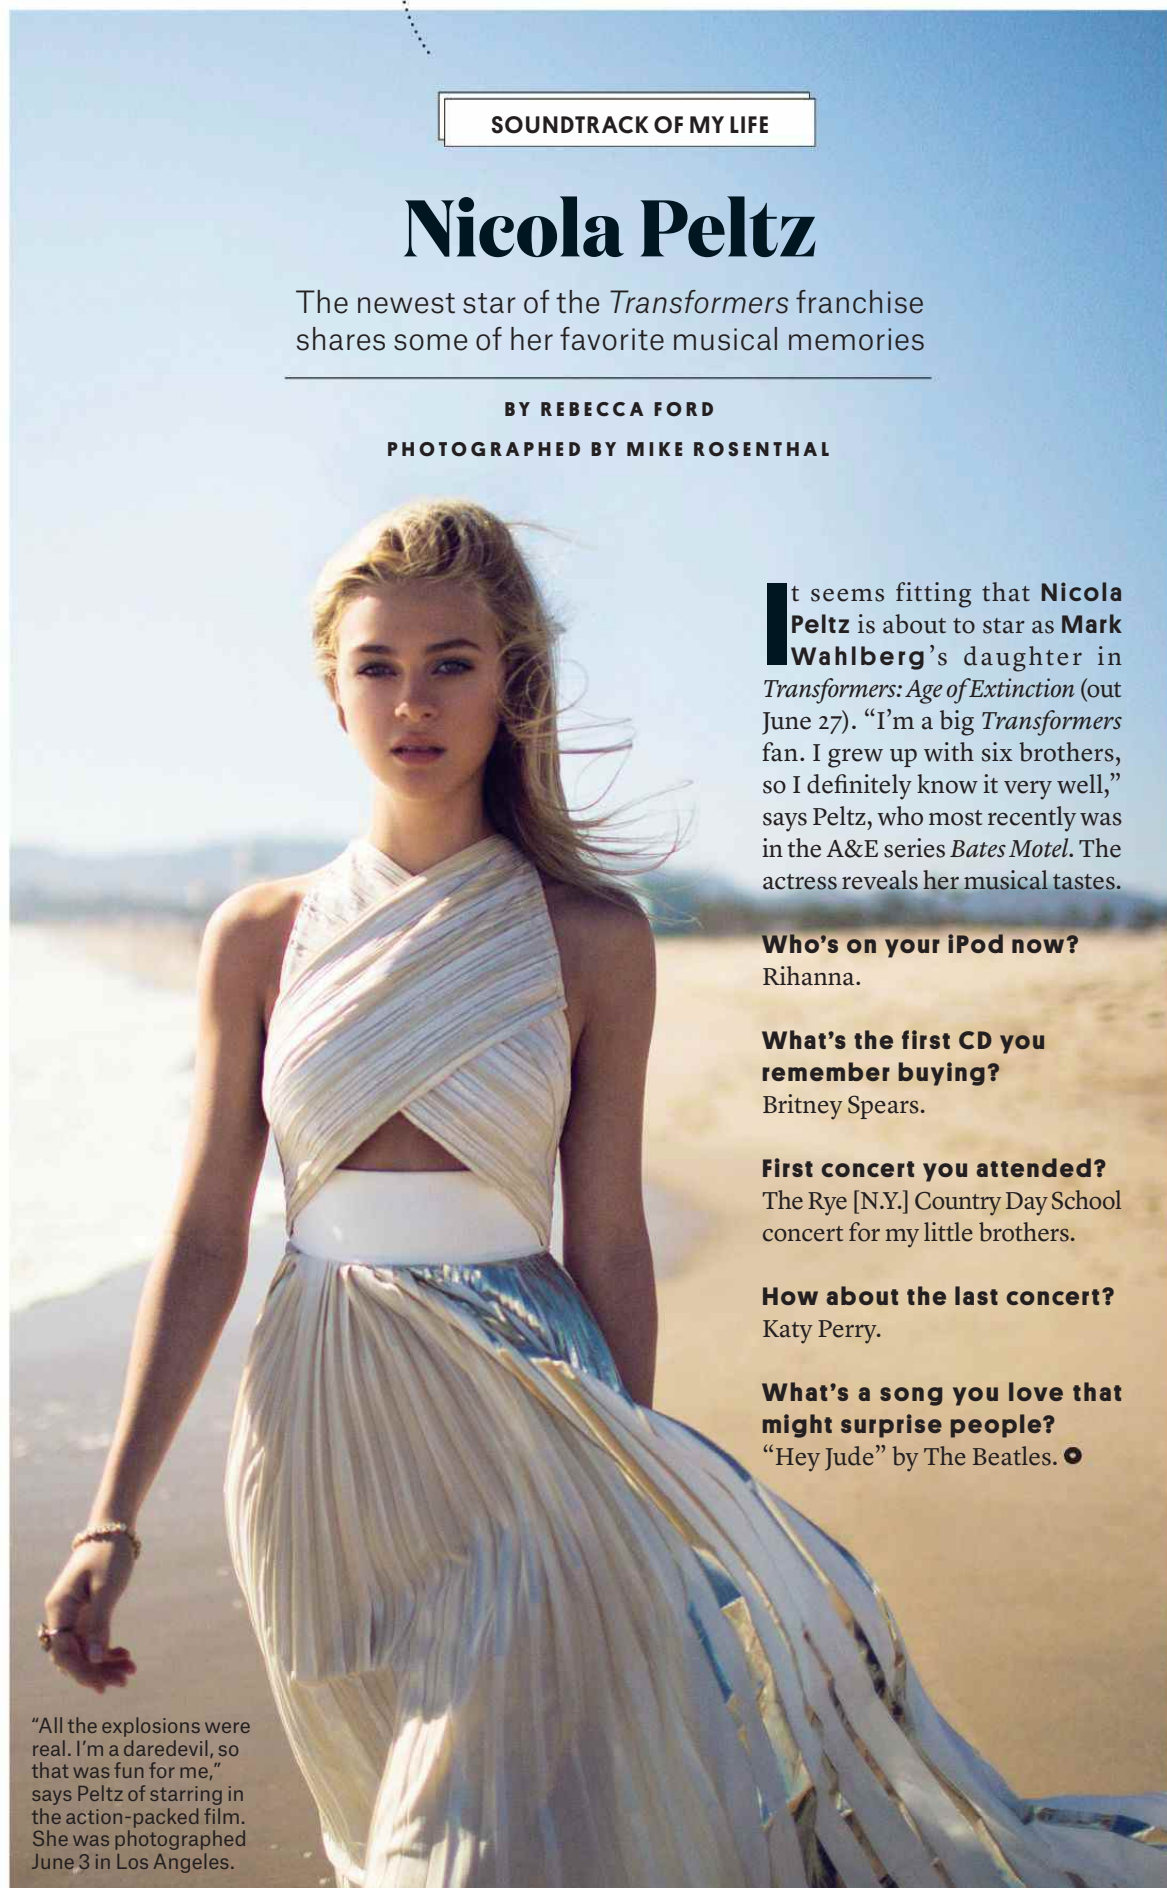 SOUNDTRACK OF MY LIFE
Nicola Peltz
The newest star of the Transformers franchise
shares some of her favorite musical memories
BY REBECCA FORD
PHOTOGRAPHED BY MIKE ROSENTHAL
It seems fitting that Nicola
Peltz is about to star as Mark
Wahlberg's daughter in
Transformers: Age of Extinction (out
June 27). “I’m a big Transformers
fan. I grew up with six brothers,
so I definitely know it very well,”
says Peltz, who most recently was
in the A&E series Bates Motel. The
actress reveals her musical tastes.
Who’s on your iPod now?
Rihanna.
What’s the first CD you
remember buying?
Britney Spears.
First concert you attended?
The Rye [N.Y.] Country Day School
concert for my little brothers.
How about the last concert?
Katy Perry.
What’s a song you love that
might surprise people?
“Hey Jude” by The Beatles.
“All the explosions were
real. I’m a daredevil, so
that was fun for me,”
says Peltz of starring in
the action-packed film.
She was photographed
June 3 in Los Angeles.